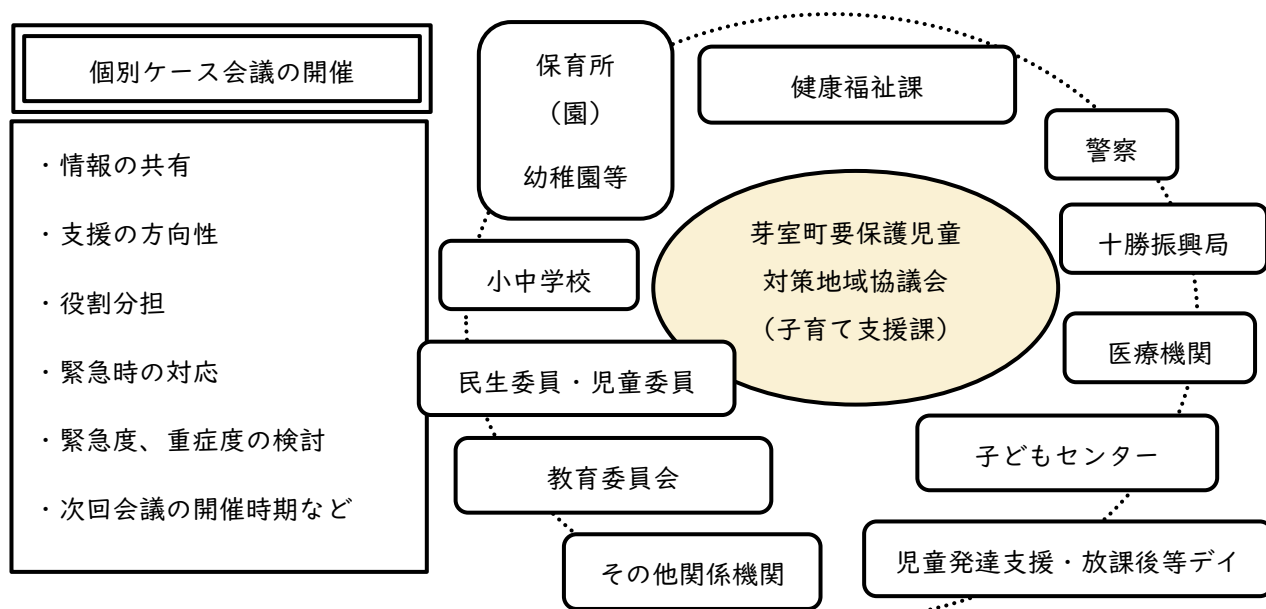 個別ケース会議の開催
・情報の共有
・支援の方向性
・役割分担
・緊急時の対応
・緊急度、重症度の検討
・次回会議の開催時期など
保育所
（園）
幼稚園等
健康福祉課
警察
十勝振興局
医療機関
子どもセンター
児童発達支援・放課後等デイ
その他関係機関
教育委員会
民生委員・児童委員
小中学校
芽室町要保護児童
対策地域協議会
（子育て支援課）